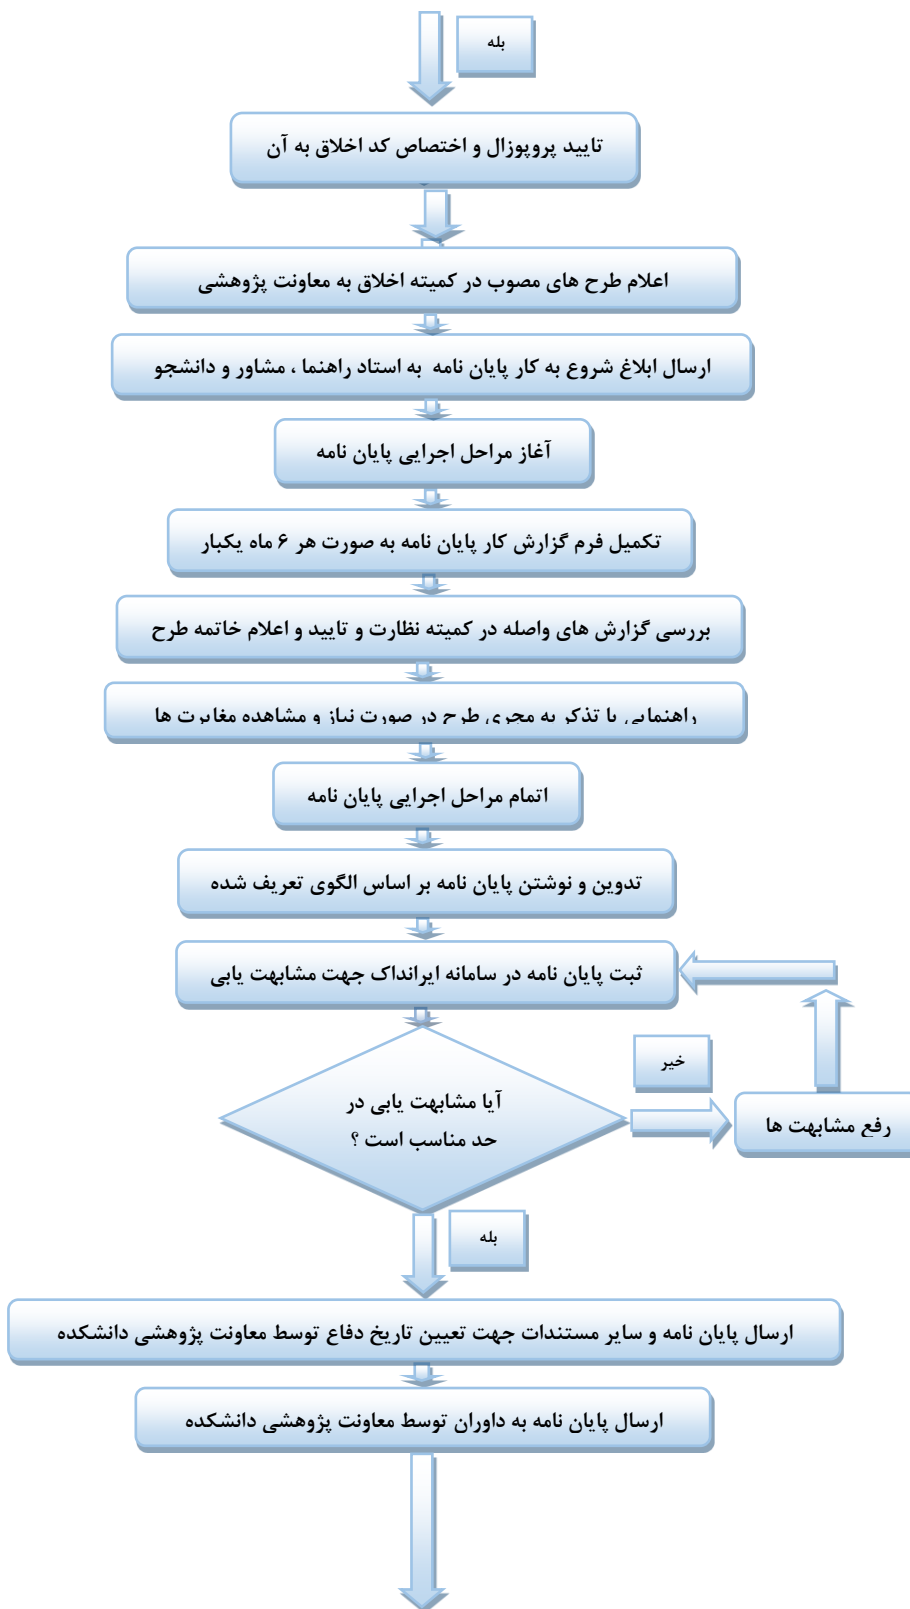 بله
تایید پروپوزال و اختصاص کد اخلاق به آن
اعلام طرح های مصوب در کمیته اخلاق به معاونت پژوهشی
ارسال ابلاغ شروع به کار پایان نامه به استاد راهنما ، مشاور و دانشجو
آغاز مراحل اجرایی پایان نامه
تکمیل فرم گزارش کار پایان نامه به صورت هر ۶ ماه یکبار
بررسی گزارش های واصله در کمیته نظارت و تایید و اعلام خاتمه طرح
راهنمایی یا تذکر به مجری طرح در صورت نیاز و مشاهده مغایرت ها
اتمام مراحل اجرایی پایان نامه
تدوین و نوشتن پایان نامه بر اساس الگوی تعریف شده
ثبت پایان نامه در سامانه ایرانداک جهت مشابهت یابی
آیا مشابهت یابی در
حد مناسب است ؟
خیر
رفع مشابهت ها
بله
ارسال پایان نامه و سایر مستندات جهت تعیین تاریخ دفاع توسط معاونت پژوهشی دانشکده
ارسال پایان نامه به داوران توسط معاونت پژوهشی دانشکده